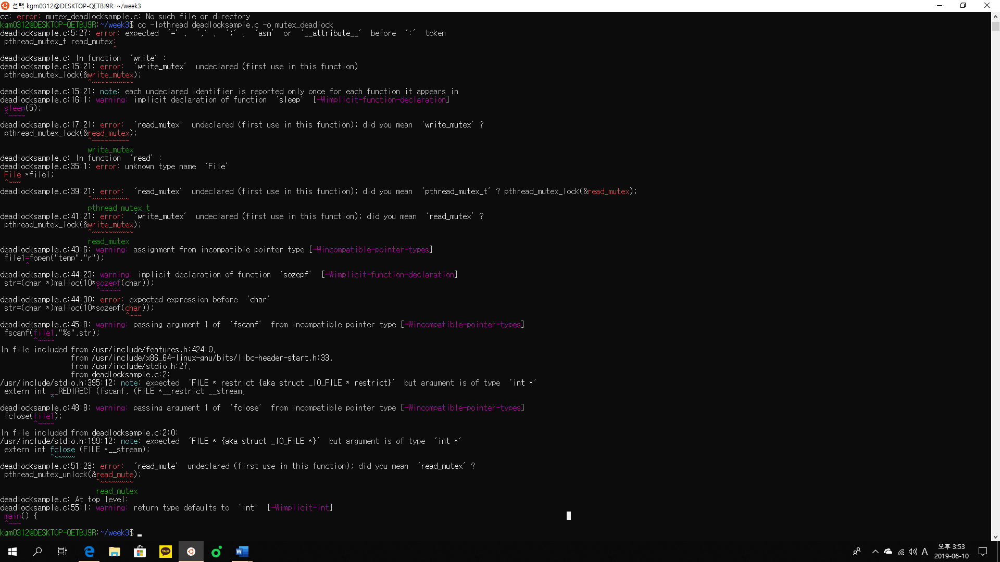 선택 kgm0312@DESKTOP-QETBJ9R: ~/week3
cc: error: mutex_deadlocksample.c: No such file or directory
kgm0312@DESKTOP-QETBJ9R:~/week3$ cc -lpthread deadlocksample.c -o mutex_deadlock
deadlocksample.c:5:27: error: expected ‘=’, ‘,’, ‘;’, ‘asm’ or ‘__attribute__’ before ‘:’ token
pthread_mutex_t read_mutex:
^
deadlocksample.c: In function ‘write’:
deadlocksample.c:15:21: error: ‘write_mutex’ undeclared (first use in this function)
pthread_mutex_lock(&write_mutex);
^~~~~~~~~~~
deadlocksample.c:15:21: note: each undeclared identifier is reported only once for each function it appears in
deadlocksample.c:16:1: warning: implicit declaration of function ‘sleep’ [-Wimplicit-function-declaration]
sleep(5);
^~~~~
deadlocksample.c:17:21: error: ‘read_mutex’ undeclared (first use in this function); did you mean ‘write_mutex’?
pthread_mutex_lock(&read_mutex);
^~~~~~~~~~
write_mutex
deadlocksample.c: In function ‘read’:
deadlocksample.c:35:1: error: unknown type name ‘File’
File *file1;
^~~~
deadlocksample.c:39:21: error: ‘read_mutex’ undeclared (first use in this function); did you mean ‘pthread_mutex_t’? pthread_mutex_lock(&read_mutex);
^~~~~~~~~~
pthread_mutex_t
deadlocksample.c:41:21: error: ‘write_mutex’ undeclared (first use in this function); did you mean ‘read_mutex’?
pthread_mutex_lock(&write_mutex);
^~~~~~~~~~~
read_mutex
deadlocksample.c:43:6: warning: assignment from incompatible pointer type [-Wincompatible-pointer-types]
file1=fopen("temp","r");
^
deadlocksample.c:44:23: warning: implicit declaration of function ‘sozepf’ [-Wimplicit-function-declaration]
str=(char *)malloc(10*sozepf(char));
^~~~~~
deadlocksample.c:44:30: error: expected expression before ‘char’
str=(char *)malloc(10*sozepf(char));
^~~~
deadlocksample.c:45:8: warning: passing argument 1 of ‘fscanf’ from incompatible pointer type [-Wincompatible-pointer-types]
fscanf(file1,"%s",str);
^~~~~
In file included from /usr/include/features.h:424:0,
from /usr/include/x86_64-linux-gnu/bits/libc-header-start.h:33,
from /usr/include/stdio.h:27,
from deadlocksample.c:2:
/usr/include/stdio.h:395:12: note: expected ‘FILE * restrict {aka struct _IO_FILE * restrict}’ but argument is of type ‘int *’
extern int __REDIRECT (fscanf, (FILE *__restrict __stream,
^
deadlocksample.c:48:8: warning: passing argument 1 of ‘fclose’ from incompatible pointer type [-Wincompatible-pointer-types]
fclose(file1);
^~~~~
In file included from deadlocksample.c:2:0:
/usr/include/stdio.h:199:12: note: expected ‘FILE * {aka struct _IO_FILE *}’ but argument is of type ‘int *’
extern int fclose (FILE *__stream);
^~~~~~
deadlocksample.c:51:23: error: ‘read_mute’ undeclared (first use in this function); did you mean ‘read_mutex’?
pthread_mutex_unlock(&read_mute);
^~~~~~~~~
read_mutex
deadlocksample.c: At top level:
deadlocksample.c:55:1: warning: return type defaults to ‘int’ [-Wimplicit-int]
main() {
^~~~
kgm0312@DESKTOP-QETBJ9R:~/week3$
TALK
A
오후 3:53
2019-06-10